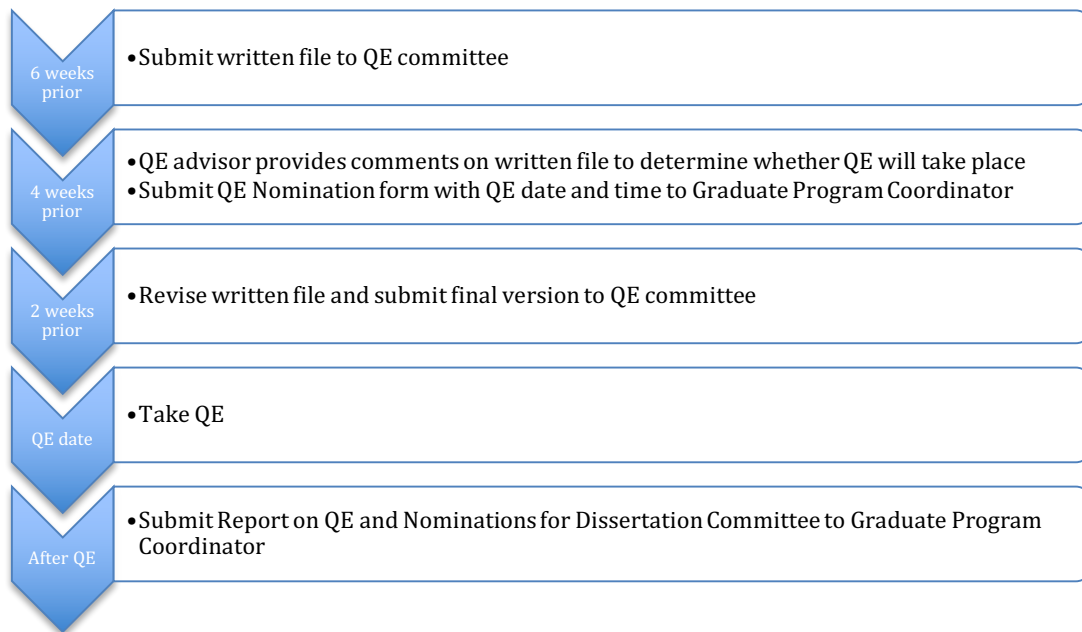 6 weeks
prior
•Submit written file to QE committee
4 weeks
prior
•QE advisor provides comments on written file to determine whether QE will take place
•Submit QE Nomination form with QE date and time to Graduate Program Coordinator
2 weeks
prior
•Revise written file and submit final version to QE committee
QE date
•Take QE
After QE
•Submit Report on QE and Nominations for Dissertation Committee to Graduate Program
Coordinator